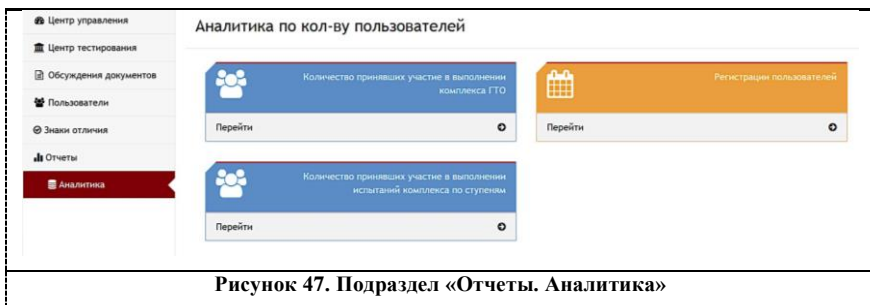 Центр управления
Центр тестирования
Обсуждения документов
Пользователи
Знаки отличия
Отчеты
Аналитика
Аналитика по кол-ву пользователей
Количество принявших участие в выполнении
комплекса ГТО
Перейти
Регистрации пользователей
Перейти
Количество принявших участие в выполнении
испытаний комплекса по ступеням
Перейти
Рисунок 47. Подраздел «Отчеты. Аналитика»